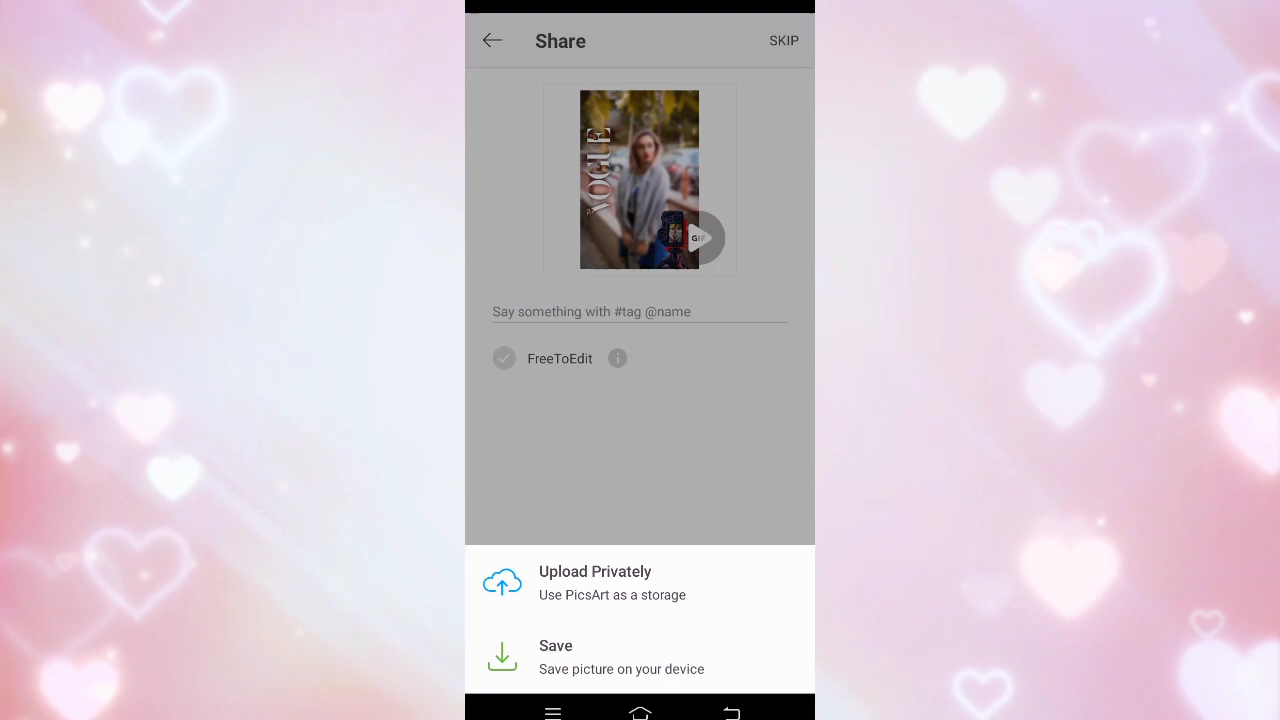 Share
SKIP
VOGUE
GIF
Say something with #tag @name
FreeToEdit
Upload Privately
Use PicsArt as a storage
Save
Save picture on your device